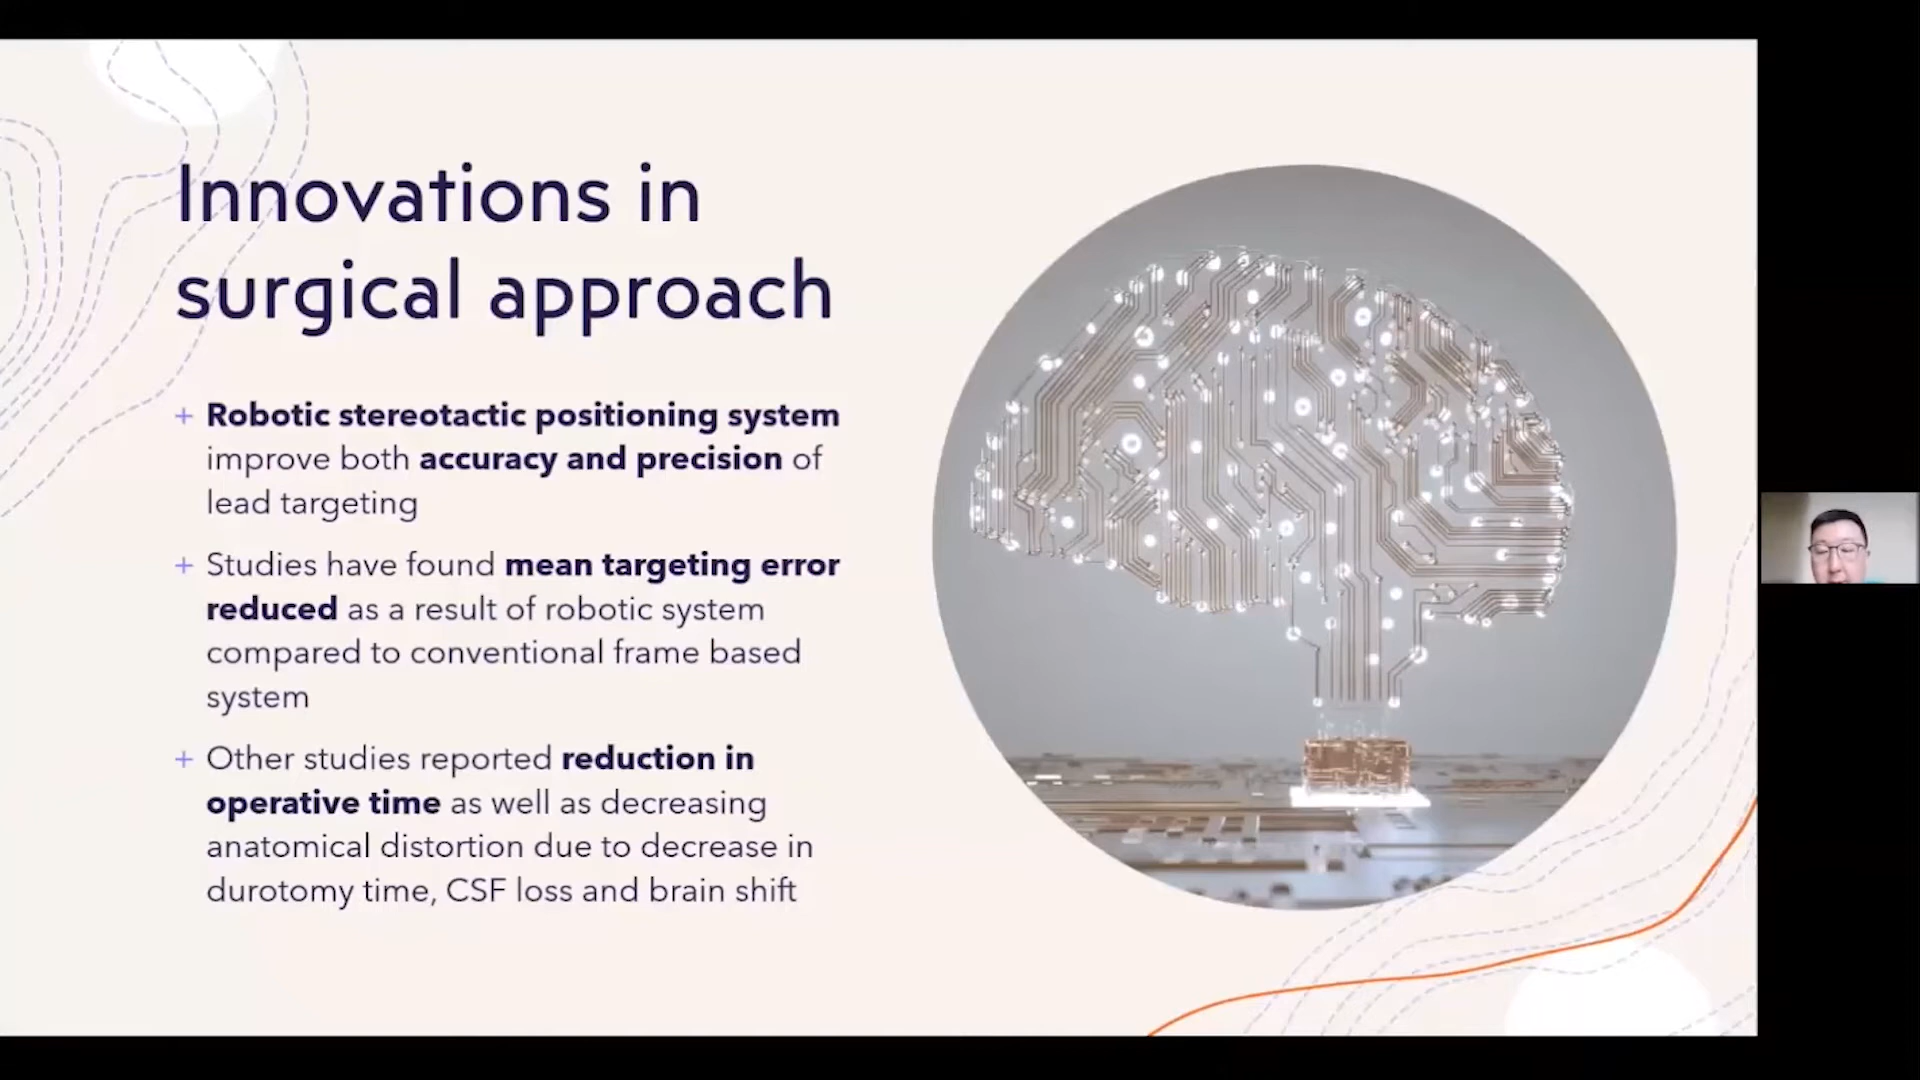 Innovations in
surgical approach
+ Robotic stereotactic positioning system
improve both accuracy and precision of
lead targeting
+ Studies have found mean targeting error
reduced as a result of robotic system
compared to conventional frame based
system
+ Other studies reported reduction in
operative time as well as decreasing
anatomical distortion due to decrease in
durotomy time, CSF loss and brain shift